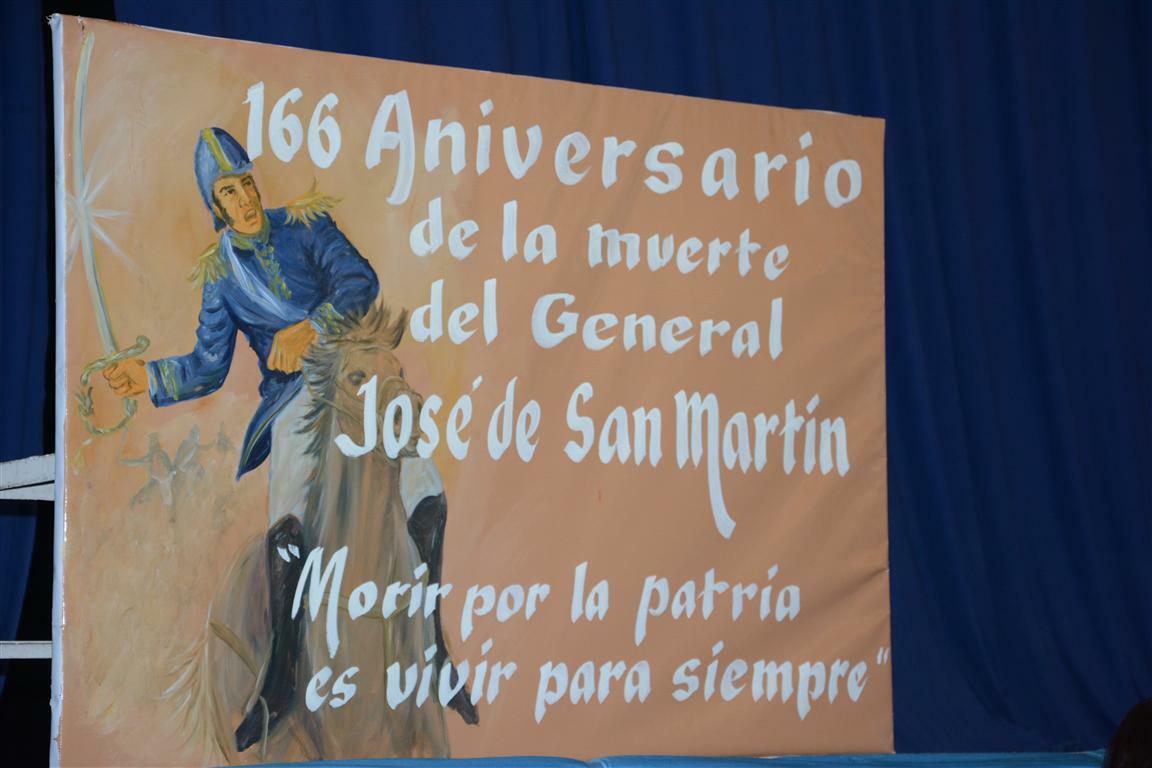 166 Aniversario
de la muerte
del General
José de San Martín
"Morir por la patria
es vivir para siempre"